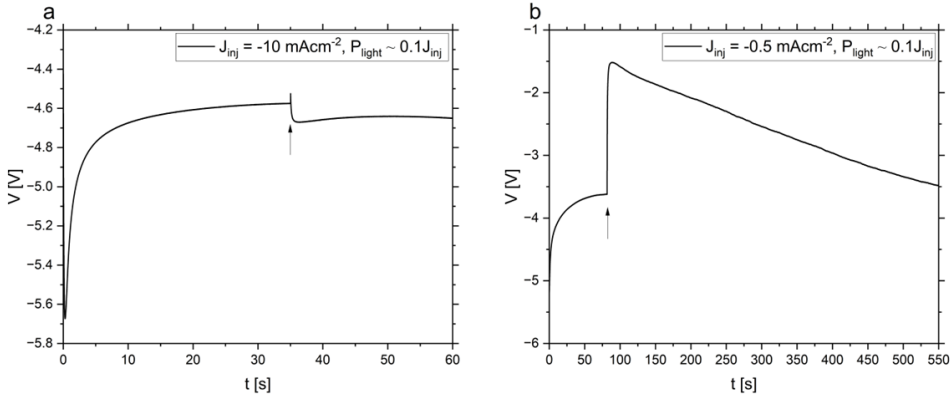 a
J_inj = -10 mAcm⁻², P_light ~ 0.1J_inj
−4.2
−4.4
−4.6
−4.8
−5.0
−5.2
−5.4
−5.6
−5.8
V [V]
0 10 20 30 40 50 60
t [s]
b
J_inj = -0.5 mAcm⁻², P_light ~ 0.1J_inj
−1
−2
−3
−4
−5
−6
V [V]
0 50 100 150 200 250 300 350 400 450 500 550
t [s]